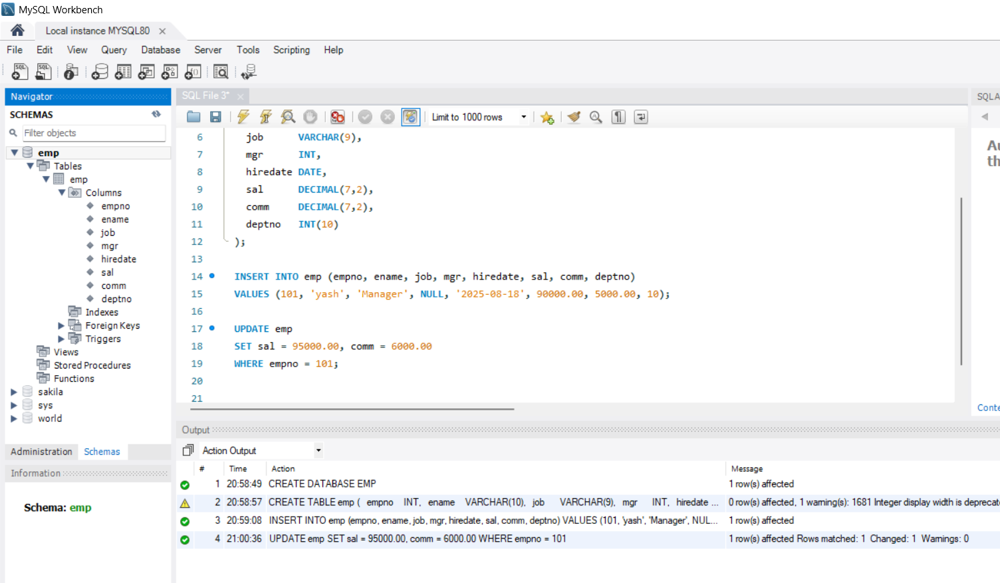 MySQL Workbench
Local instance MYSQL80
File Edit View Query Database Server Tools Scripting Help
Navigator
SCHEMAS
Filter objects
emp
Tables
emp
Columns
empno
ename
job
mgr
hiredate
sal
comm
deptno
Indexes
Foreign Keys
Triggers
Views
Stored Procedures
Functions
sakila
sys
world
Administration Schemas
Information
Schema: emp
SQL File 3*
Limit to 1000 rows
6 job VARCHAR(9),
7 mgr INT,
8 hiredate DATE,
9 sal DECIMAL(7,2),
10 comm DECIMAL(7,2),
11 deptno INT(10)
12 );
13
14 INSERT INTO emp (empno, ename, job, mgr, hiredate, sal, comm, deptno)
15 VALUES (101, 'yash', 'Manager', NULL, '2025-08-18', 90000.00, 5000.00, 10);
16
17 UPDATE emp
18 SET sal = 95000.00, comm = 6000.00
19 WHERE empno = 101;
20
21
SQLA
Au
th
Conte
Output
Action Output
# Time Action Message
1 20:58:49 CREATE DATABASE EMP 1 row(s) affected
2 20:58:57 CREATE TABLE emp ( empno INT, ename VARCHAR(10), job VARCHAR(9), mgr INT, hiredate ... 0 row(s) affected, 1 warning(s): 1681 Integer display width is deprecate
3 20:59:08 INSERT INTO emp (empno, ename, job, mgr, hiredate, sal, comm, deptno) VALUES (101, 'yash', 'Manager', NUL... 1 row(s) affected
4 21:00:36 UPDATE emp SET sal = 95000.00, comm = 6000.00 WHERE empno = 101 1 row(s) affected Rows matched: 1 Changed: 1 Warnings: 0